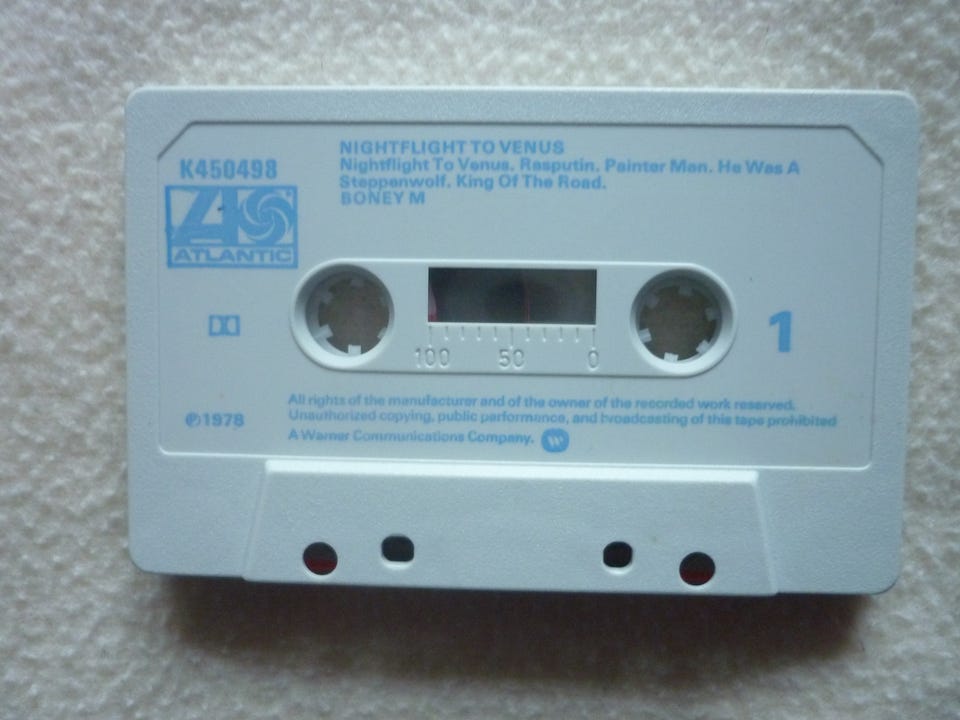 NIGHTFLIGHT TO VENUS
Nightflight To Venus. Rasputin. Painter Man. He Was A
Steppenwolf. King Of The Road.
BONEY M
K450498
ATLANTIC
1
100 50 0
All rights of the manufacturer and of the owner of the recorded work reserved.
Unauthorized copying, public performance, and broadcasting of this tape prohibited
℗1978
A Warner Communications Company.